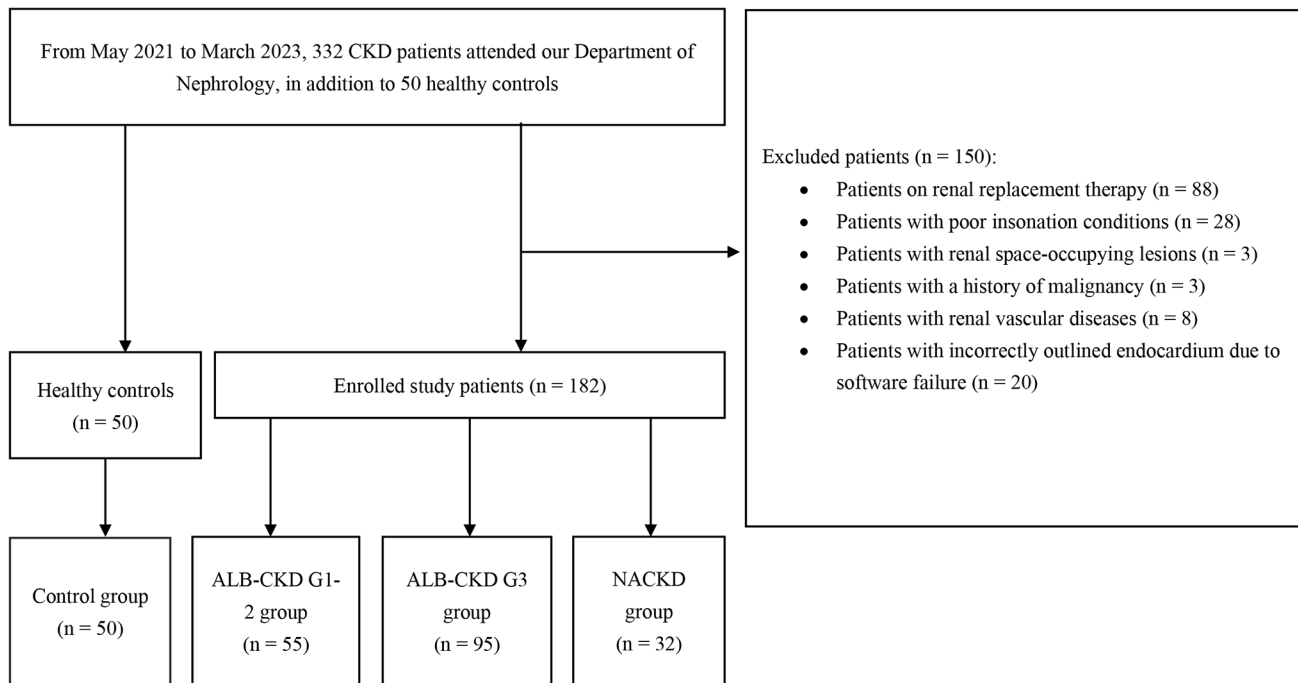 From May 2021 to March 2023, 332 CKD patients attended our Department of
Nephrology, in addition to 50 healthy controls
Excluded patients (n = 150):
• Patients on renal replacement therapy (n = 88)
• Patients with poor insonation conditions (n = 28)
• Patients with renal space-occupying lesions (n = 3)
• Patients with a history of malignancy (n = 3)
• Patients with renal vascular diseases (n = 8)
• Patients with incorrectly outlined endocardium due to
software failure (n = 20)
Healthy controls
(n = 50)
Enrolled study patients (n = 182)
Control group
(n = 50)
ALB-CKD G1-
2 group
(n = 55)
ALB-CKD G3
group
(n = 95)
NACKD
group
(n = 32)